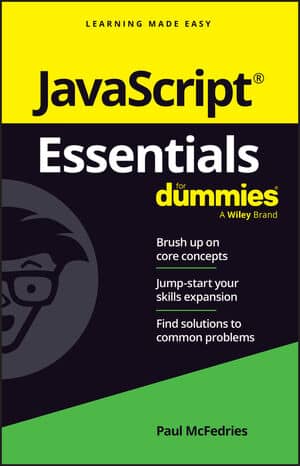 LEARNING MADE EASY
JavaScript®
Essentials
for
dummies®
A Wiley Brand
Brush up on
core concepts
Jump-start your
skills expansion
Find solutions to
common problems
Paul McFedries